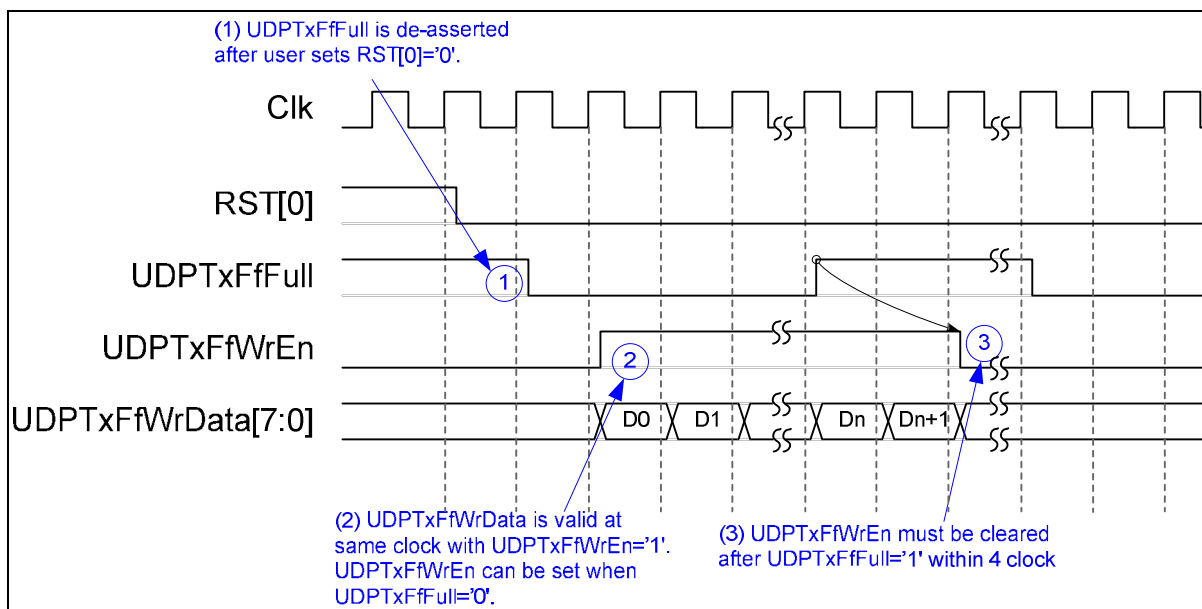 (1) UDPTxFfFull is de-asserted
after user sets RST[0]='0'.
Clk
RST[0]
UDPTxFfFull
1
UDPTxFfWrEn
2
3
UDPTxFfWrData[7:0]
D0
D1
Dn
Dn+1
(2) UDPTxFfWrData is valid at
same clock with UDPTxFfWrEn='1'.
UDPTxFfWrEn can be set when
UDPTxFfFull='0'.
(3) UDPTxFfWrEn must be cleared
after UDPTxFfFull='1' within 4 clock